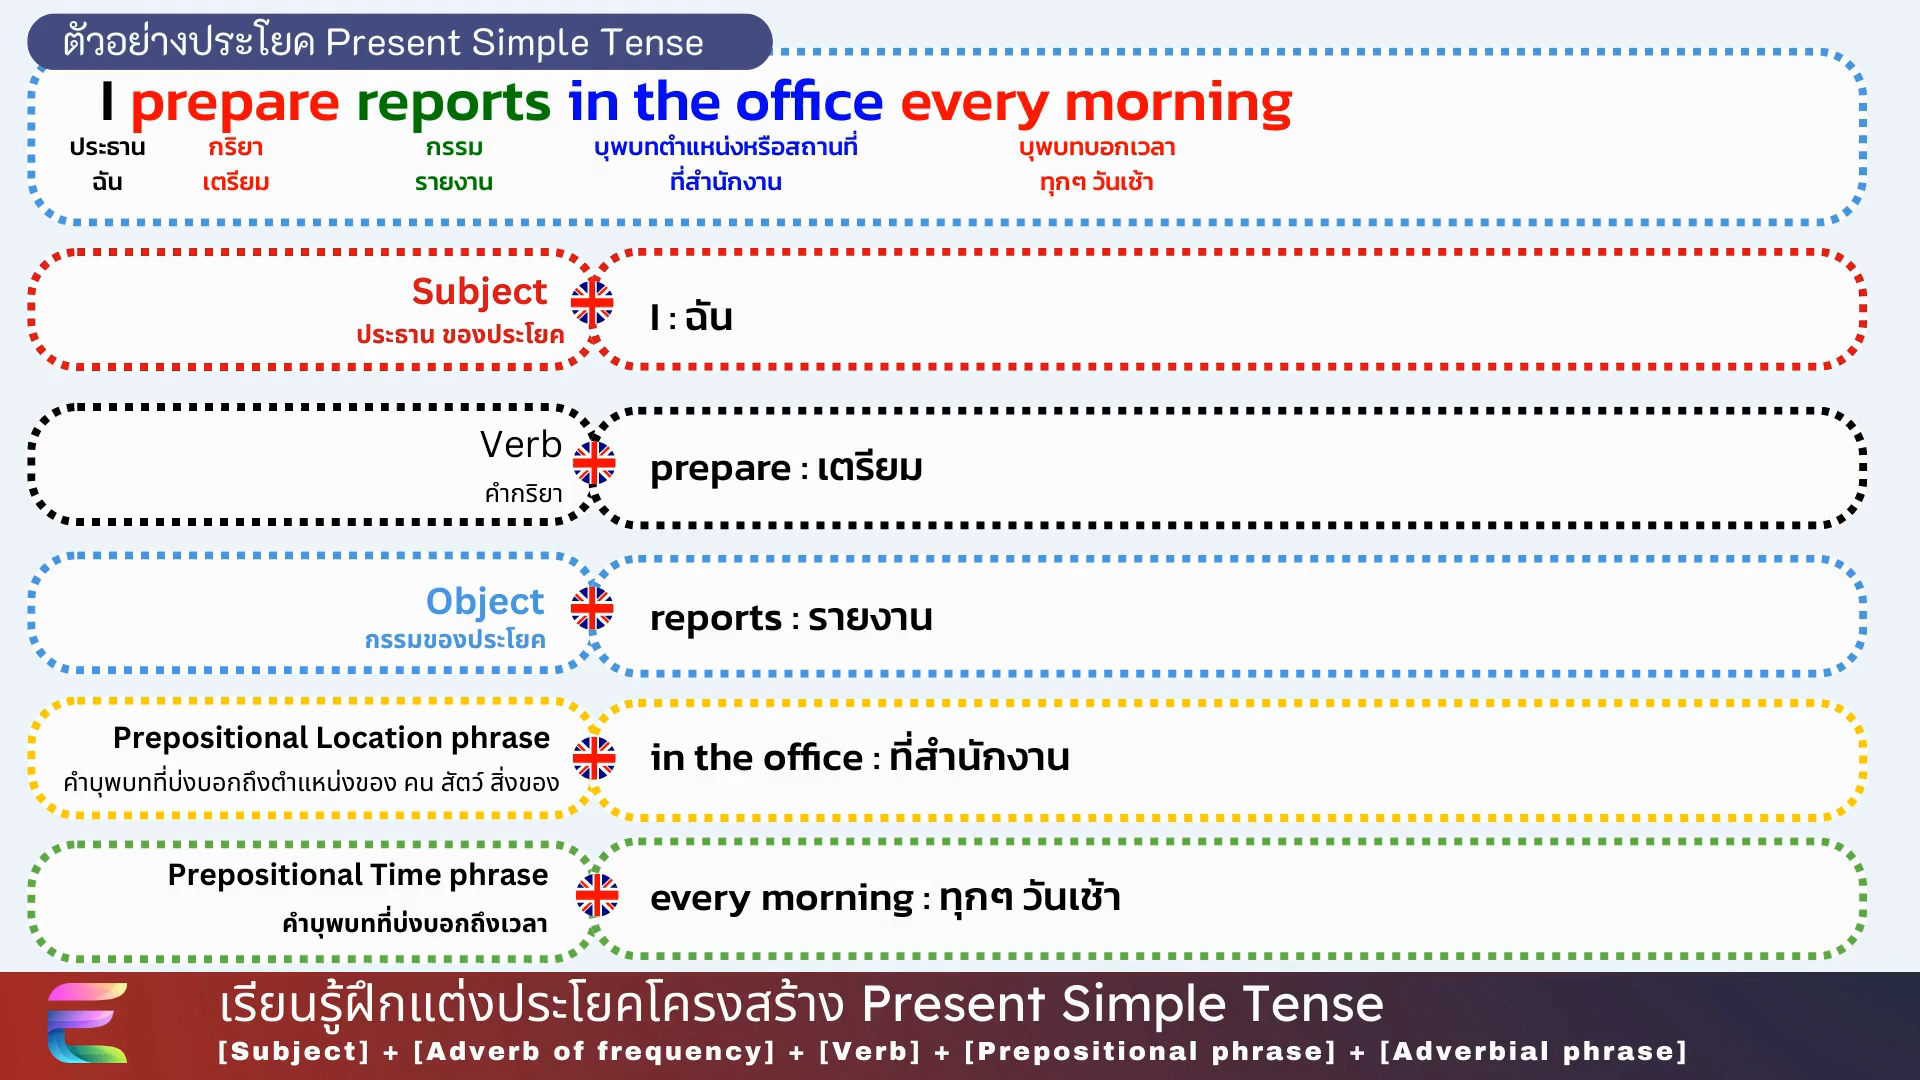 ตัวอย่างประโยค Present Simple Tense
I prepare reports in the office every morning
ประธาน กริยา กรรม บุพบทตำแหน่งหรือสถานที่ บุพบทบอกเวลา
ฉัน เตรียม รายงาน ที่สำนักงาน ทุกๆ วันเช้า
Subject
ประธาน ของประโยค
I : ฉัน
Verb
คำกริยา
prepare : เตรียม
Object
กรรมของประโยค
reports : รายงาน
Prepositional Location phrase
คำบุพบทที่บ่งบอกถึงตำแหน่งของ คน สัตว์ สิ่งของ
in the office : ที่สำนักงาน
Prepositional Time phrase
คำบุพบทที่บ่งบอกถึงเวลา
every morning : ทุกๆ วันเช้า
เรียนรู้ฝึกแต่งประโยคโครงสร้าง Present Simple Tense
[Subject] + [Adverb of frequency] + [Verb] + [Prepositional phrase] + [Adverbial phrase]